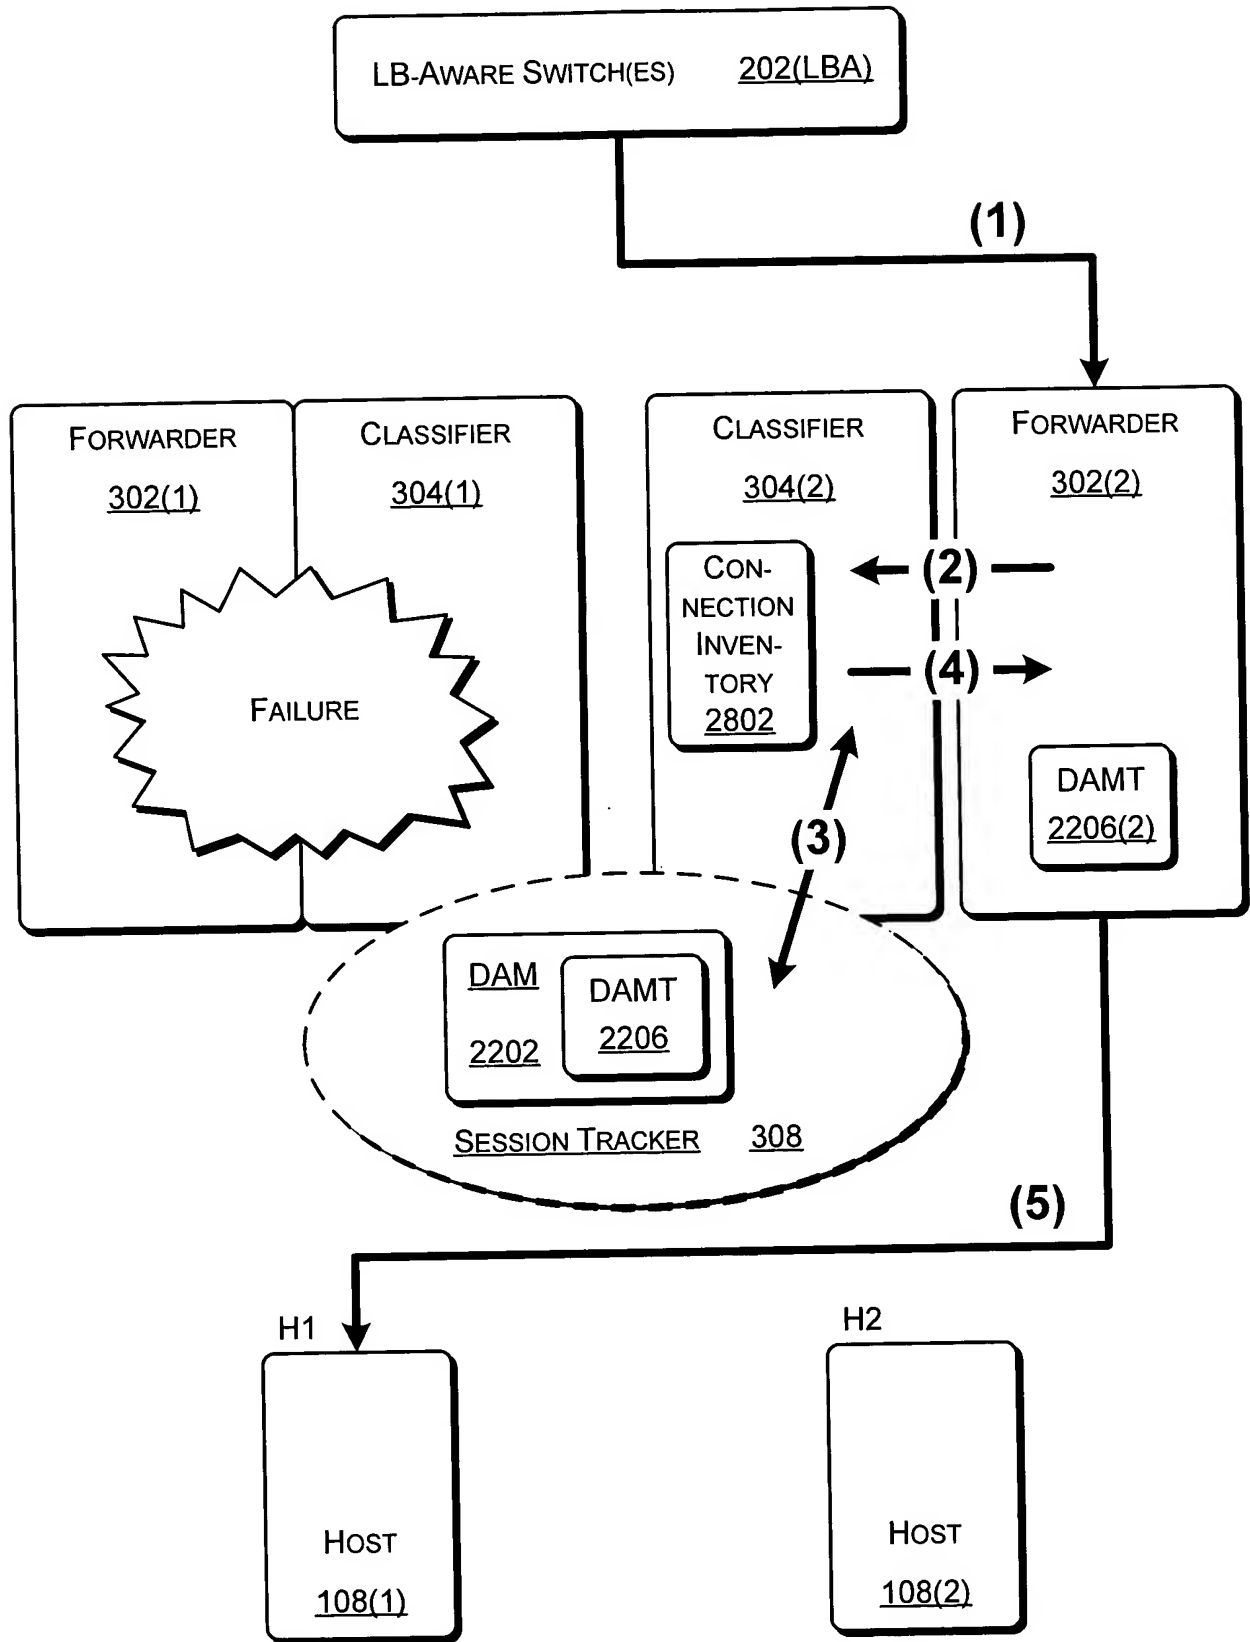 LB-AWARE SWITCH(ES) 202(LBA)
(1)
FORWARDER
302(1)
CLASSIFIER
304(1)
FAILURE
CLASSIFIER
304(2)
CON-
NECTION
INVEN-
TORY
2802
FORWARDER
302(2)
(2)
(4)
DAMT
2206(2)
(3)
DAM
2202
DAMT
2206
SESSION TRACKER 308
(5)
H1
HOST
108(1)
H2
HOST
108(2)